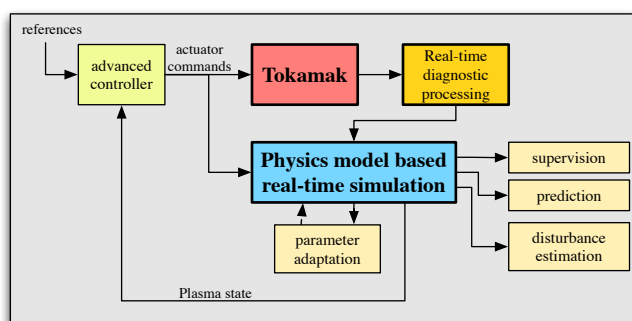 references
advanced
controller
actuator
commands
Tokamak
Real-time
diagnostic
processing
Physics model based
real-time simulation
supervision
prediction
disturbance
estimation
parameter
adaptation
Plasma state